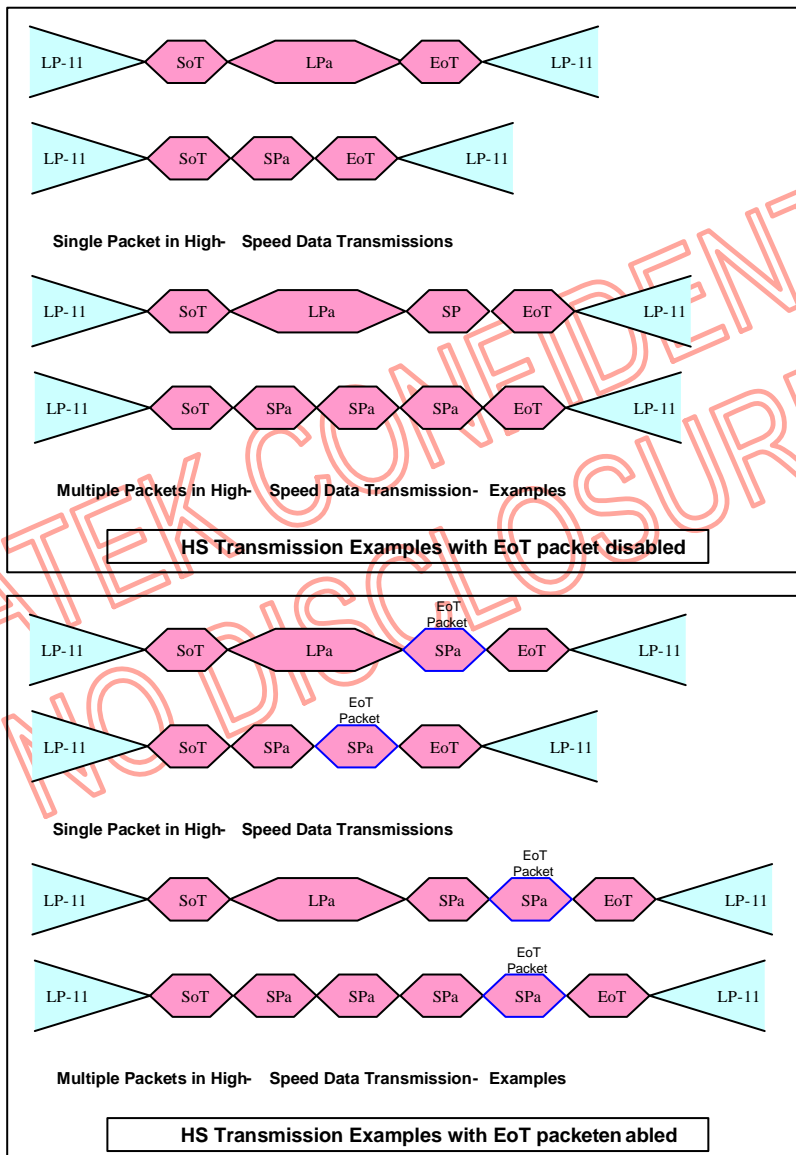 LP-11 SoT LPa EoT LP-11
LP-11 SoT SPa EoT LP-11
Single Packet in High- Speed Data Transmissions
LP-11 SoT LPa SP EoT LP-11
LP-11 SoT SPa SPa SPa EoT LP-11
Multiple Packets in High- Speed Data Transmission- Examples
HS Transmission Examples with EoT packet disabled
EoT
Packet
LP-11 SoT LPa SPa EoT LP-11
EoT
Packet
LP-11 SoT SPa SPa EoT LP-11
Single Packet in High- Speed Data Transmissions
EoT
Packet
LP-11 SoT LPa SPa SPa EoT LP-11
EoT
Packet
LP-11 SoT SPa SPa SPa SPa EoT LP-11
Multiple Packets in High- Speed Data Transmission- Examples
HS Transmission Examples with EoT packeten abled
ATEK CONFIDENT
NO DISCLOSUR